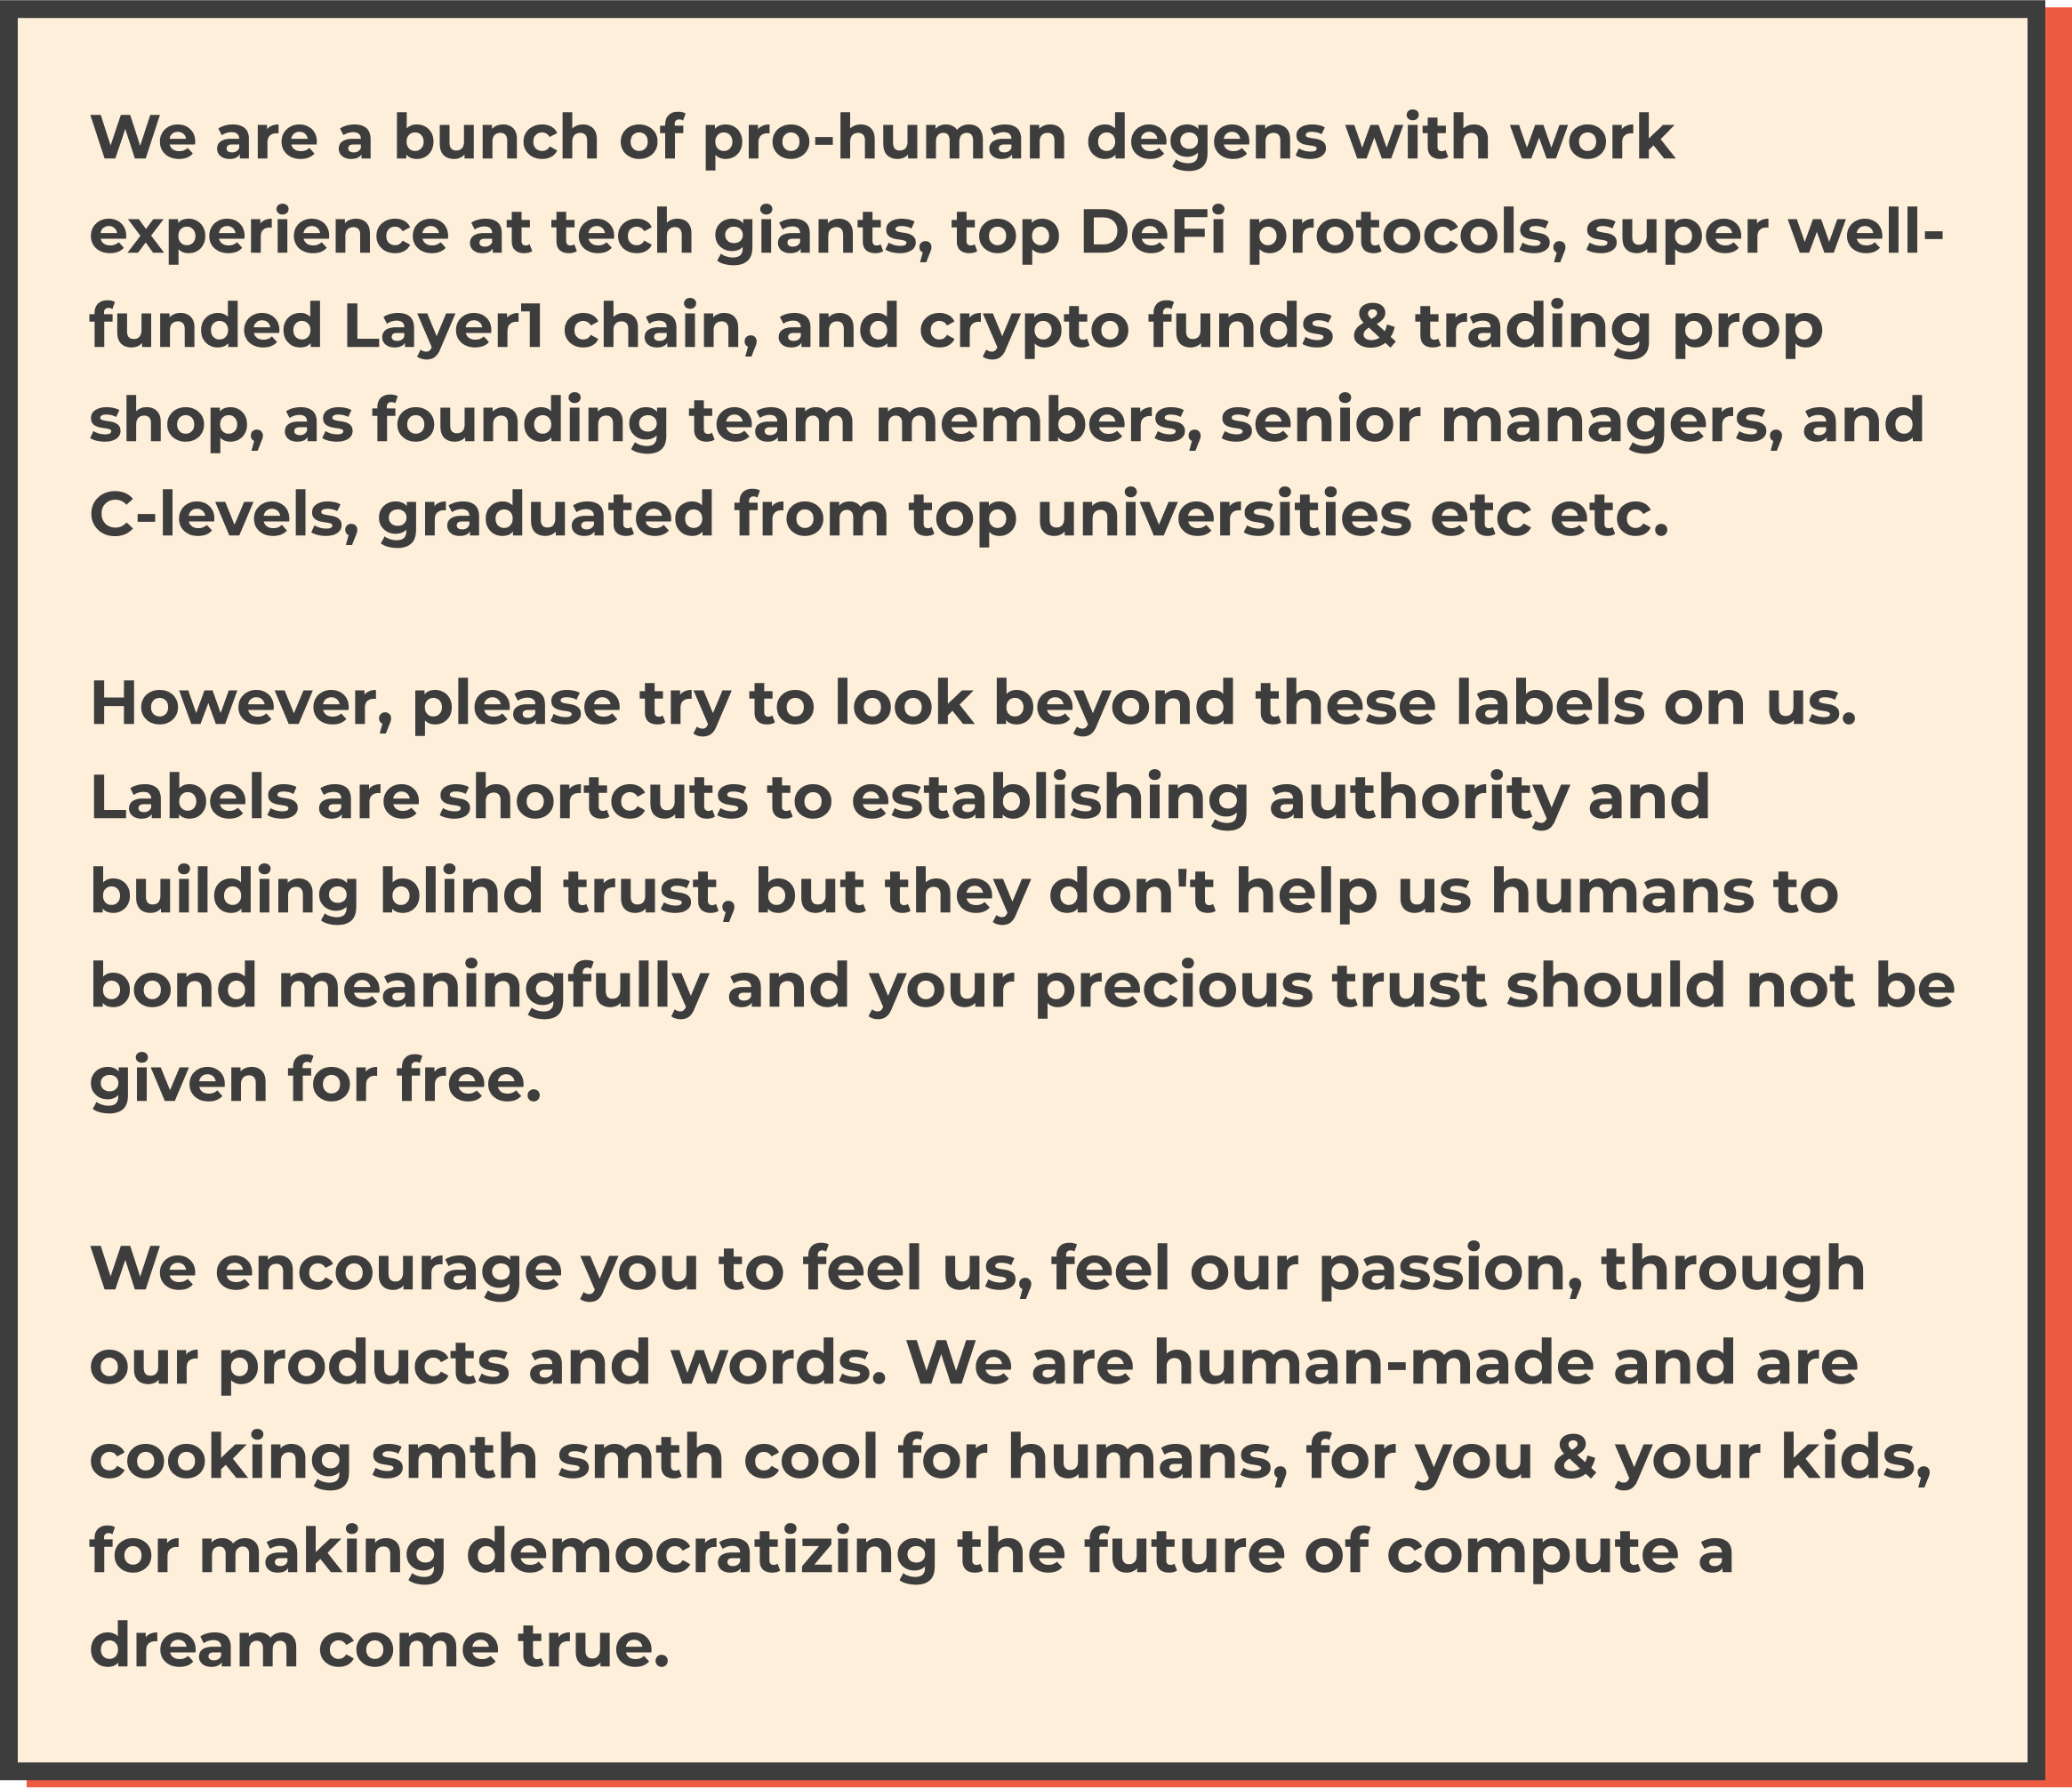 We are a bunch of pro-human degens with work
experience at tech giants, top DeFi protocols, super well-
funded Layer1 chain, and crypto funds & trading prop
shop, as founding team members, senior managers, and
C-levels, graduated from top universities etc etc.
However, please try to look beyond these labels on us.
Labels are shortcuts to establishing authority and
building blind trust, but they don't help us humans to
bond meaningfully and your precious trust should not be
given for free.
We encourage you to feel us, feel our passion, through
our products and words. We are human-made and are
cooking smth smth cool for humans, for you & your kids,
for making democratizing the future of compute a
dream come true.